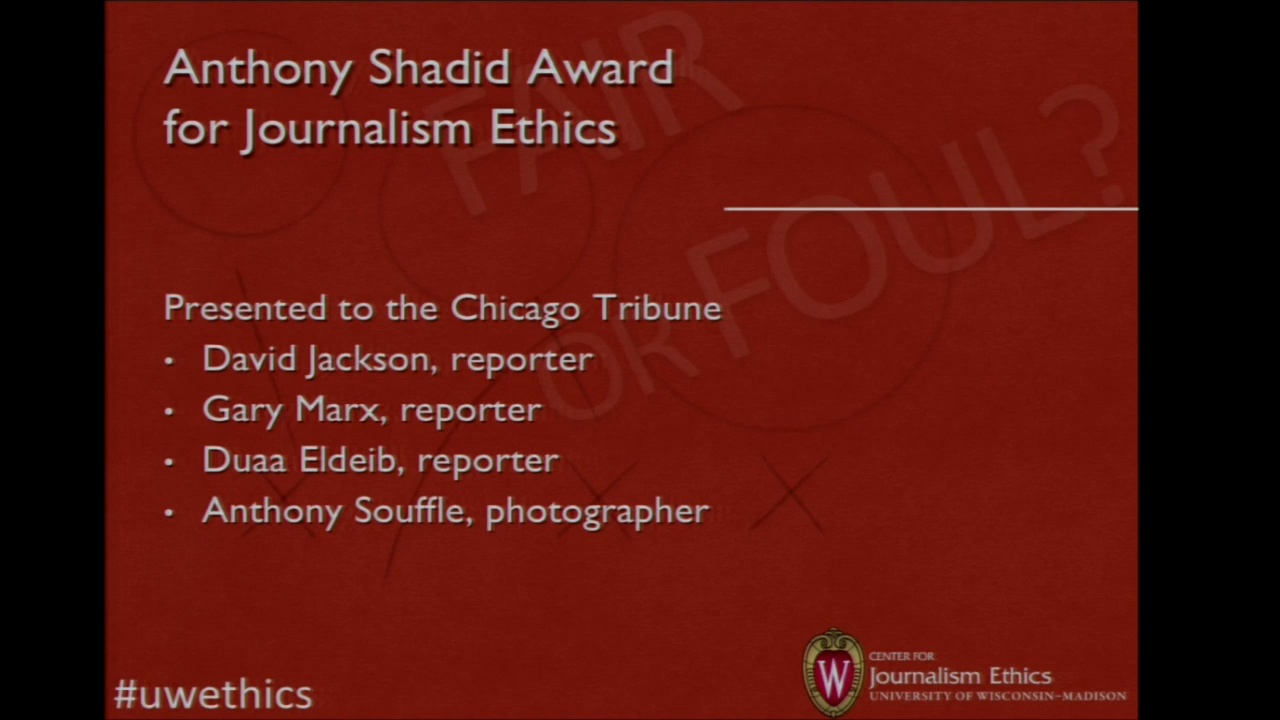 Anthony Shadid Award
for Journalism Ethics
FAIR
OR FOUL?
Presented to the Chicago Tribune
• David Jackson, reporter
• Gary Marx, reporter
• Duaa Eldeib, reporter
• Anthony Souffle, photographer
#uwethics
W
CENTER FOR
Journalism Ethics
UNIVERSITY OF WISCONSIN–MADISON